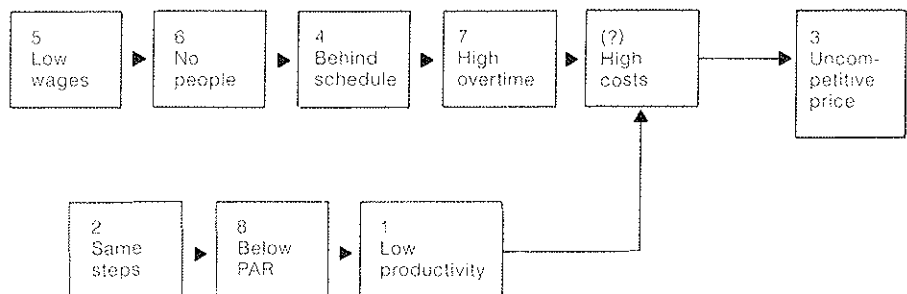 5
Low
wages
6
No
people
4
Behind
schedule
7
High
overtime
(?)
High
costs
3
Uncom-
petitive
price
2
Same
steps
8
Below
PAR
1
Low
productivity